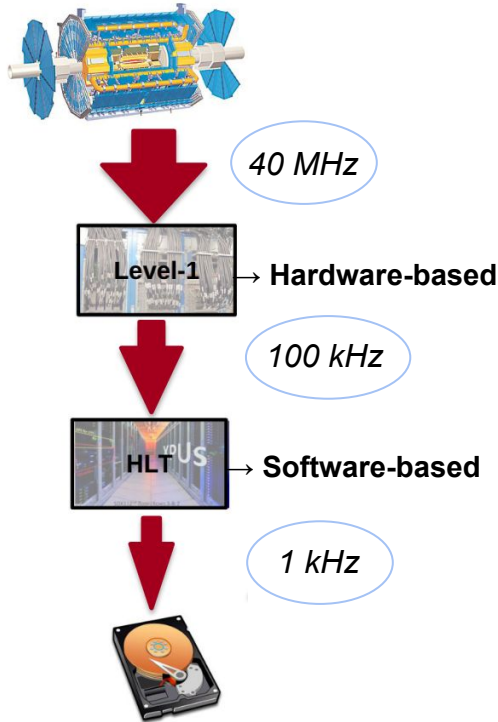 40 MHz
Level-1
→ Hardware-based
100 kHz
HLT
→ Software-based
1 kHz